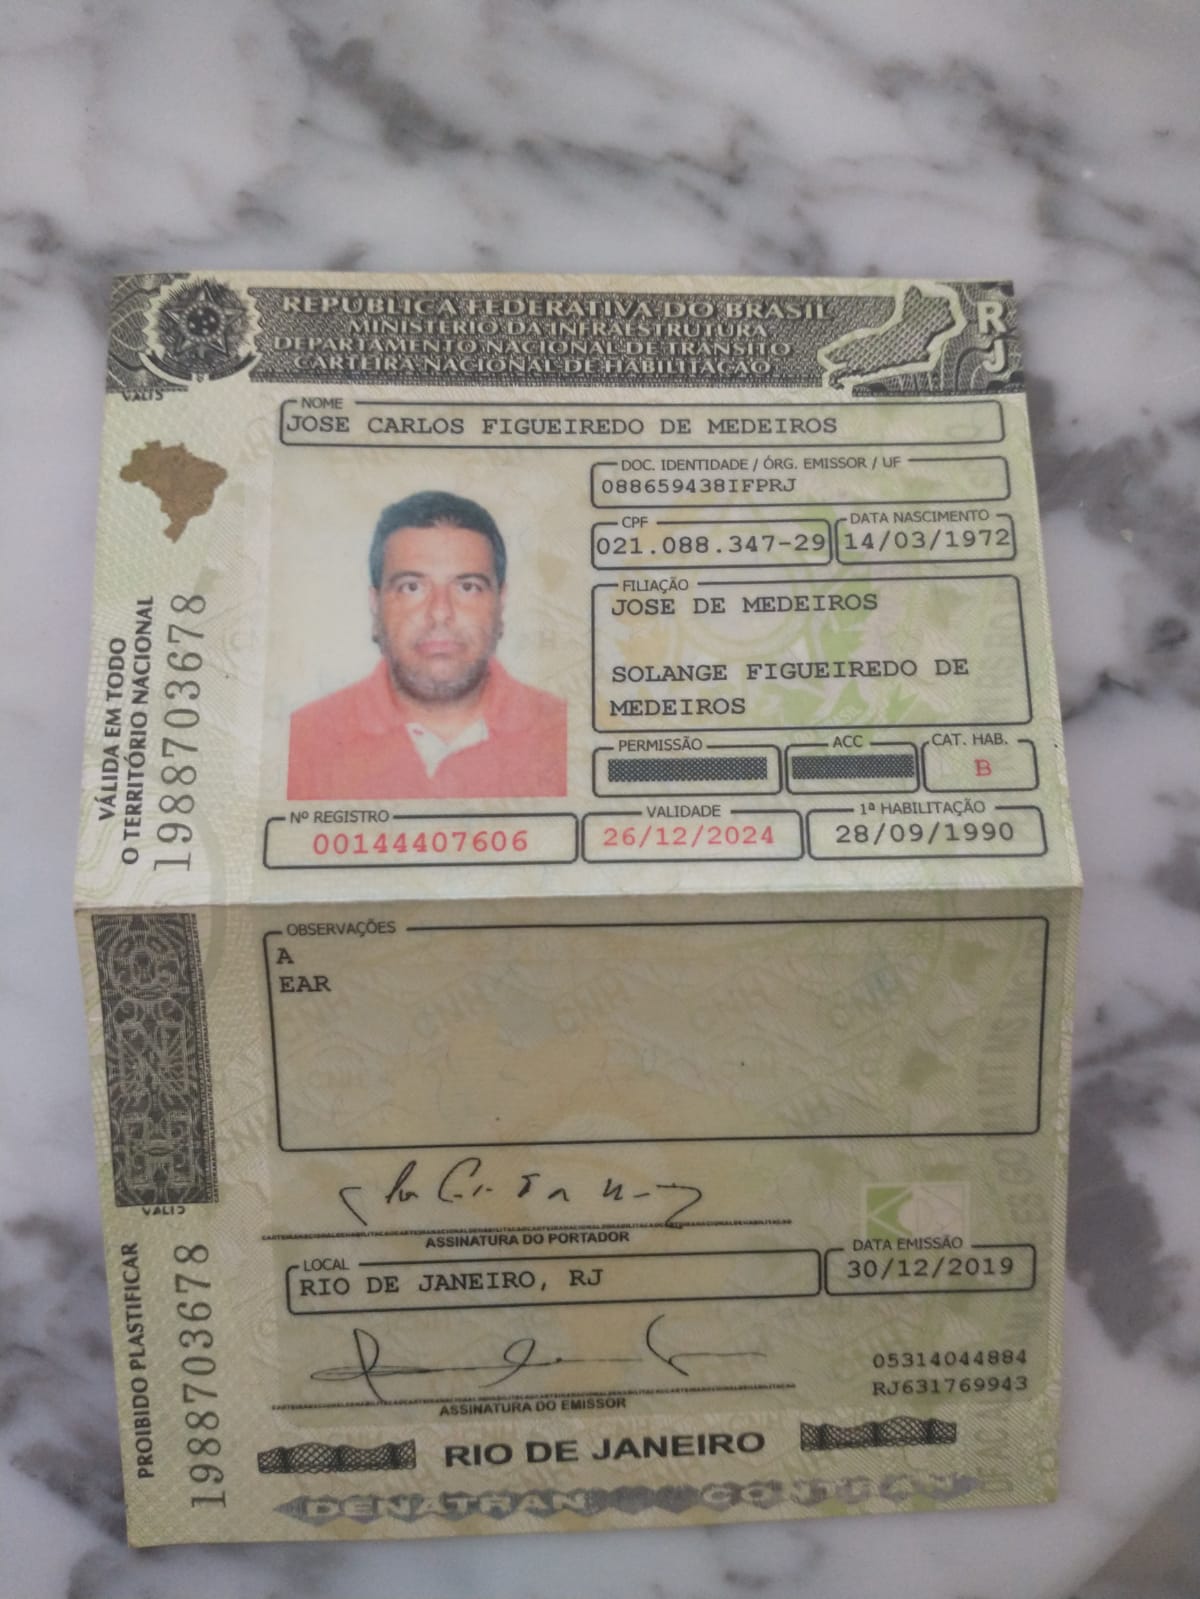 REPÚBLICA FEDERATIVA DO BRASIL
MINISTÉRIO DA INFRAESTRUTURA
DEPARTAMENTO NACIONAL DE TRÂNSITO
CARTEIRA NACIONAL DE HABILITAÇÃO
RJ
NOME
JOSE CARLOS FIGUEIREDO DE MEDEIROS
DOC. IDENTIDADE / ÓRG. EMISSOR / UF
088659438IFPRJ
CPF
021.088.347-29
DATA NASCIMENTO
14/03/1972
FILIAÇÃO
JOSE DE MEDEIROS
SOLANGE FIGUEIREDO DE
MEDEIROS
PERMISSÃO
ACC
CAT. HAB.
B
Nº REGISTRO
00144407606
VALIDADE
26/12/2024
1ª HABILITAÇÃO
28/09/1990
VÁLIDA EM TODO
O TERRITÓRIO NACIONAL
1988703678
OBSERVAÇÕES
A
EAR
ASSINATURA DO PORTADOR
LOCAL
RIO DE JANEIRO, RJ
DATA EMISSÃO
30/12/2019
ASSINATURA DO EMISSOR
05314044884
RJ631769943
PROIBIDO PLASTIFICAR
1988703678
RIO DE JANEIRO
DENATRAN CONTRAN